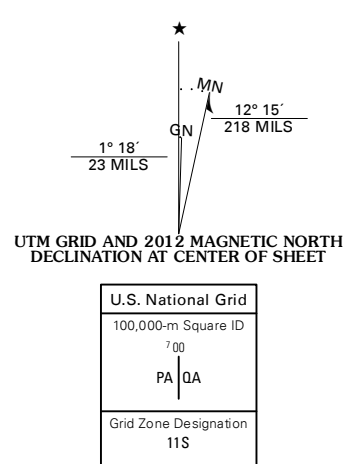 ★
MN
12° 15´
218 MILS
GN
1° 18´
23 MILS
UTM GRID AND 2012 MAGNETIC NORTH
DECLINATION AT CENTER OF SHEET
U.S. National Grid
100,000-m Square ID
⁷00
PA QA
Grid Zone Designation
11S